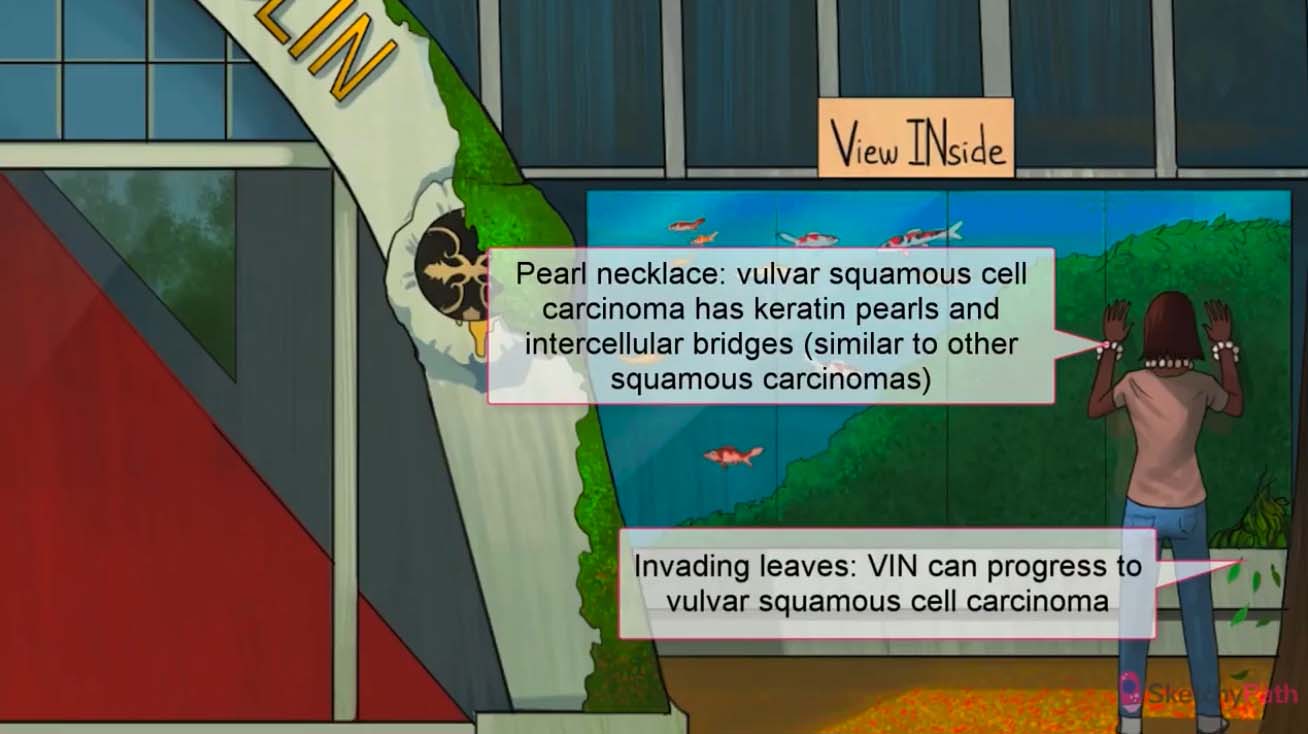 LIN
View INside
Pearl necklace: vulvar squamous cell
carcinoma has keratin pearls and
intercellular bridges (similar to other
squamous carcinomas)
Invading leaves: VIN can progress to
vulvar squamous cell carcinoma
SketchyPath